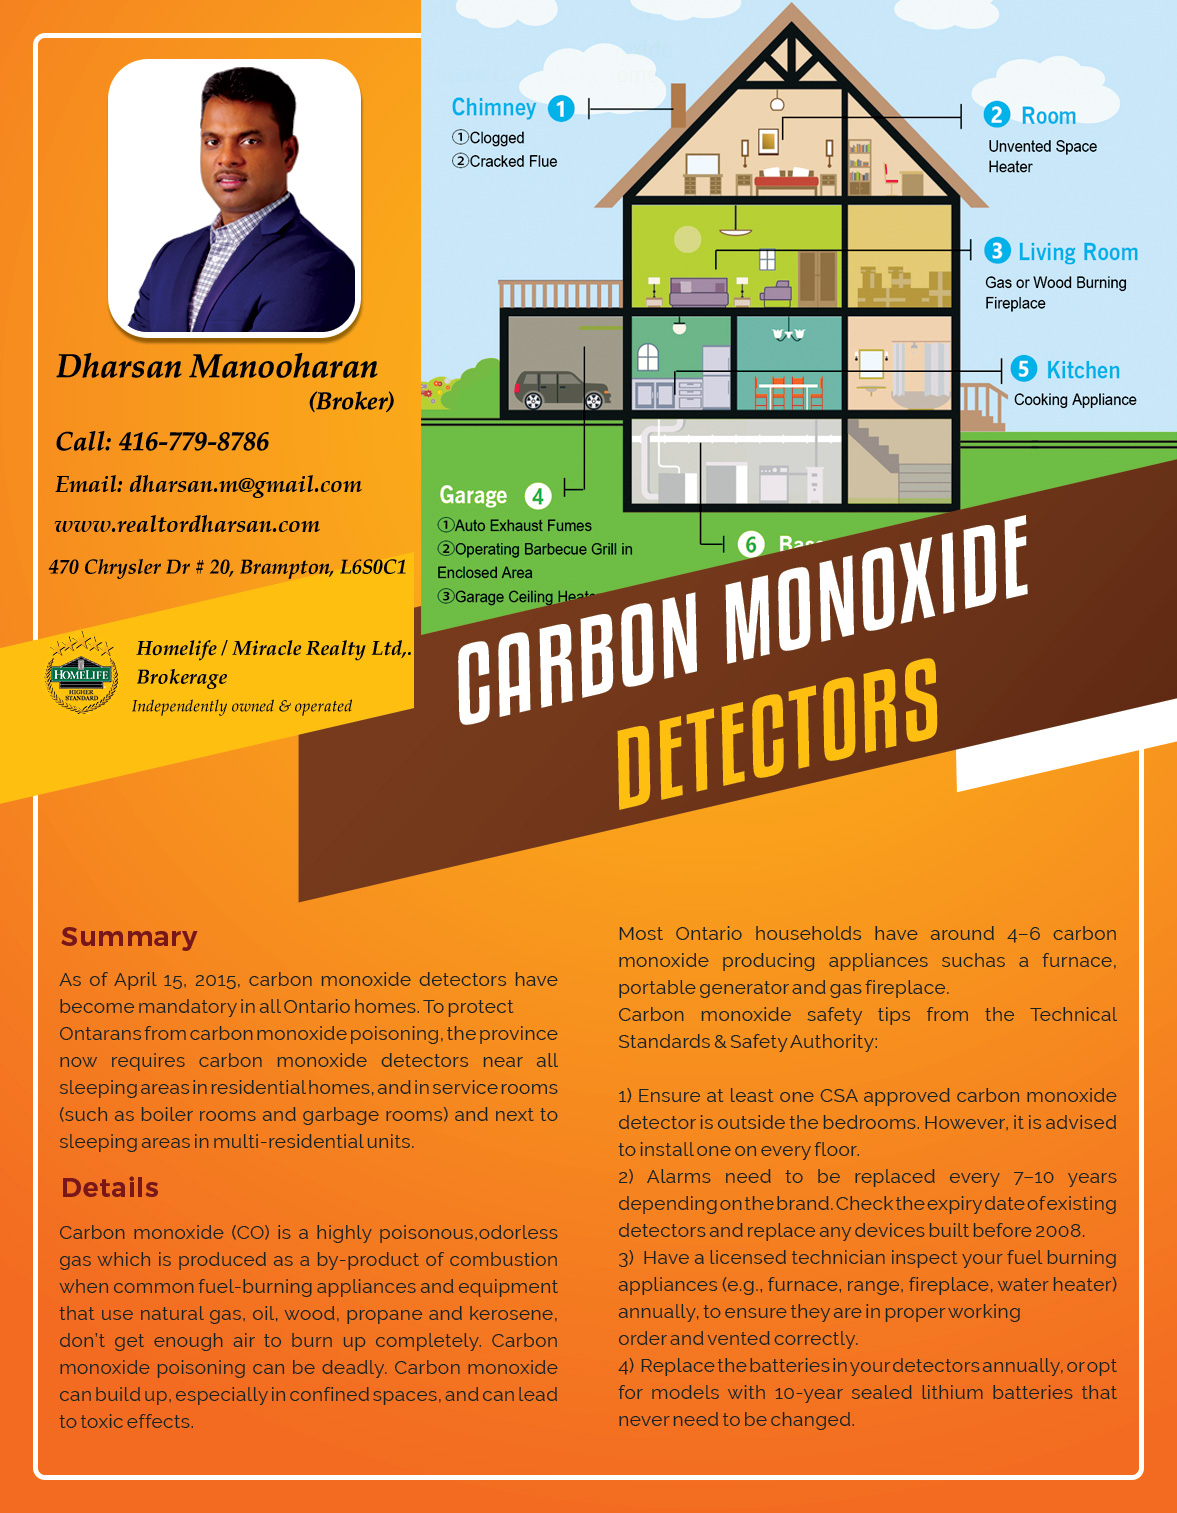 Dharsan Manooharan
(Broker)
Call: 416-779-8786
Email: dharsan.m@gmail.com
www.realtordharsan.com
470 Chrysler Dr # 20, Brampton, L6S0C1
HOMELIFE
HIGHER
STANDARD
Homelife / Miracle Realty Ltd,.
Brokerage
Independently owned & operated
Chimney 1
①Clogged
②Cracked Flue
2 Room
Unvented Space
Heater
3 Living Room
Gas or Wood Burning
Fireplace
5 Kitchen
Cooking Appliance
Garage 4
①Auto Exhaust Fumes
②Operating Barbecue Grill in
Enclosed Area
③Garage Ceiling
6
CARBON MONOXIDE
DETECTORS
Summary
As of April 15, 2015, carbon monoxide detectors have
become mandatory in all Ontario homes. To protect
Ontarans from carbon monoxide poisoning, the province
now requires carbon monoxide detectors near all
sleeping areas in residential homes, and in service rooms
(such as boiler rooms and garbage rooms) and next to
sleeping areas in multi-residential units.
Details
Carbon monoxide (CO) is a highly poisonous,odorless
gas which is produced as a by-product of combustion
when common fuel-burning appliances and equipment
that use natural gas, oil, wood, propane and kerosene,
don't get enough air to burn up completely. Carbon
monoxide poisoning can be deadly. Carbon monoxide
can build up, especially in confined spaces, and can lead
to toxic effects.
Most Ontario households have around 4–6 carbon
monoxide producing appliances suchas a furnace,
portable generator and gas fireplace.
Carbon monoxide safety tips from the Technical
Standards & Safety Authority:
1) Ensure at least one CSA approved carbon monoxide
detector is outside the bedrooms. However, it is advised
to install one on every floor.
2) Alarms need to be replaced every 7–10 years
depending on the brand. Check the expiry date of existing
detectors and replace any devices built before 2008.
3) Have a licensed technician inspect your fuel burning
appliances (e.g., furnace, range, fireplace, water heater)
annually, to ensure they are in proper working
order and vented correctly.
4) Replace the batteries in your detectors annually, or opt
for models with 10-year sealed lithium batteries that
never need to be changed.